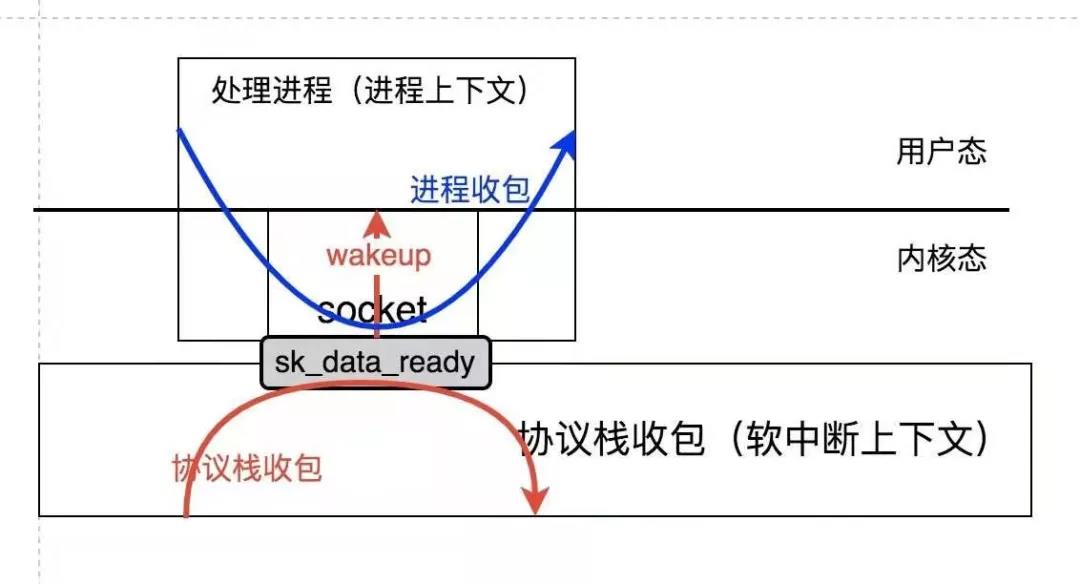 处理进程（进程上下文）
用户态
进程收包
wakeup
内核态
socket
sk_data_ready
协议栈收包（软中断上下文）
协议栈收包